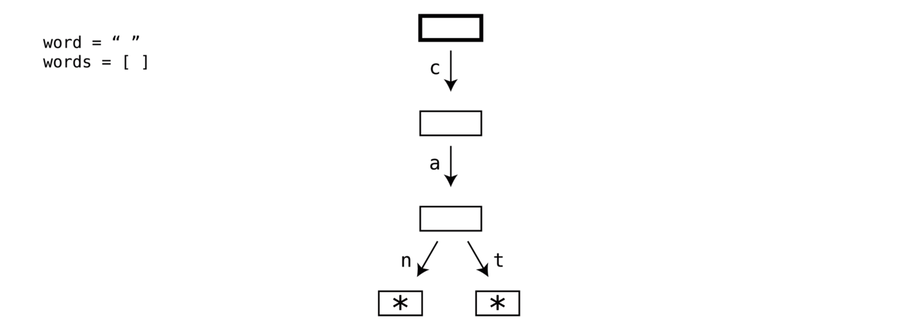 word = “ ”
words = [ ]
c
a
n t
* *